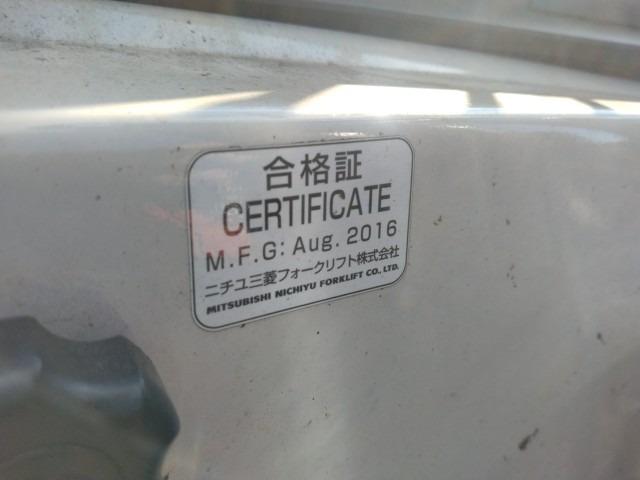 合格証
CERTIFICATE
M.F.G: Aug. 2016
ニチユ三菱フォークリフト株式会社
MITSUBISHI NICHIYU FORKLIFT CO., LTD.